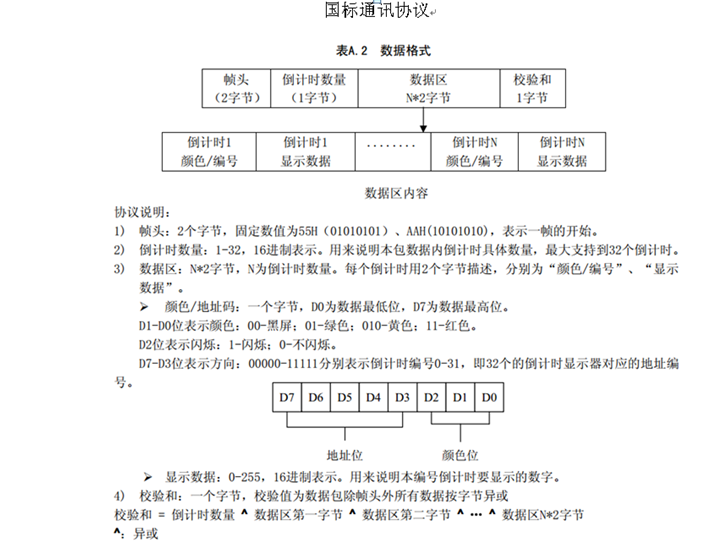 国标通讯协议
表A.2 数据格式
帧头 倒计时数量 数据区 校验和
（2字节） （1字节） N*2字节 1字节
倒计时1 倒计时1 ........ 倒计时N 倒计时N
颜色/编号 显示数据 颜色/编号 显示数据
数据区内容
协议说明：
1） 帧头：2个字节，固定数值为55H（01010101）、AAH(10101010)，表示一帧的开始。
2） 倒计时数量：1-32，16进制表示。用来说明本包数据内倒计时具体数量，最大支持到32个倒计时。
3） 数据区：N*2字节，N为倒计时数量。每个倒计时用2个字节描述，分别为“颜色/编号”、“显示
数据”。
➢ 颜色/地址码：一个字节，D0为数据最低位，D7为数据最高位。
D1-D0位表示颜色：00-黑屏；01-绿色；010-黄色；11-红色。
D2位表示闪烁：1-闪烁；0-不闪烁。
D7-D3位表示方向：00000-11111分别表示倒计时编号0-31，即32个的倒计时显示器对应的地址编
号。
D7 D6 D5 D4 D3 D2 D1 D0
地址位 颜色位
➢ 显示数据：0-255，16进制表示。用来说明本编号倒计时要显示的数字。
4） 校验和：一个字节，校验值为数据包除帧头外所有数据按字节异或
校验和 = 倒计时数量 ^ 数据区第一字节 ^ 数据区第二字节 ^ … ^ 数据区N*2字节
^：异或